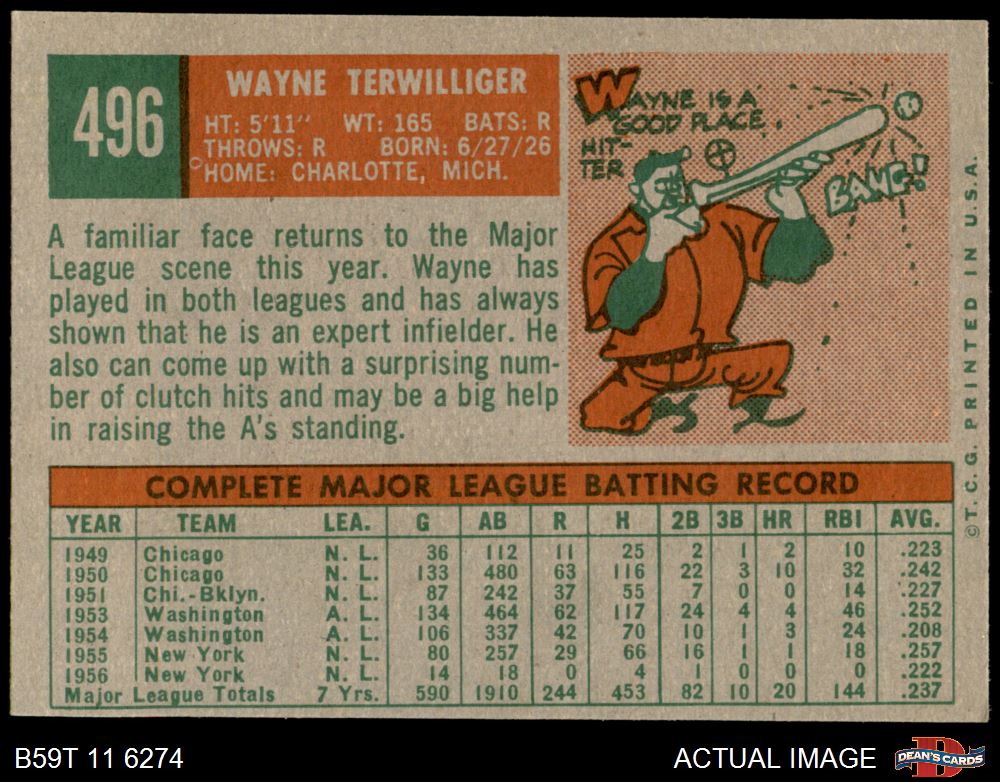 496
WAYNE TERWILLIGER
HT: 5'11" WT: 165 BATS: R
THROWS: R BORN: 6/27/26
HOME: CHARLOTTE, MICH.
WAYNE IS A
GOOD PLACE..
HIT-
TER
BANG!
A familiar face returns to the Major
League scene this year. Wayne has
played in both leagues and has always
shown that he is an expert infielder. He
also can come up with a surprising num-
ber of clutch hits and may be a big help
in raising the A's standing.
COMPLETE MAJOR LEAGUE BATTING RECORD
YEAR TEAM LEA. G AB R H 2B 3B HR RBI AVG.
1949 Chicago N. L. 36 112 11 25 2 1 2 10 .223
1950 Chicago N. L. 133 480 63 116 22 3 10 32 .242
1951 Chi.-Bklyn. N. L. 87 242 37 55 7 0 0 14 .227
1953 Washington A. L. 134 464 62 117 24 4 4 46 .252
1954 Washington A. L. 106 337 42 70 10 1 3 24 .208
1955 New York N. L. 80 257 29 66 16 1 1 18 .257
1956 New York N. L. 14 18 0 4 1 0 0 0 .222
Major League Totals 7 Yrs. 590 1910 244 453 82 10 20 144 .237
© T. C. G. PRINTED IN U. S. A.
B59T 11 6274
ACTUAL IMAGE
D
DEAN'S CARDS